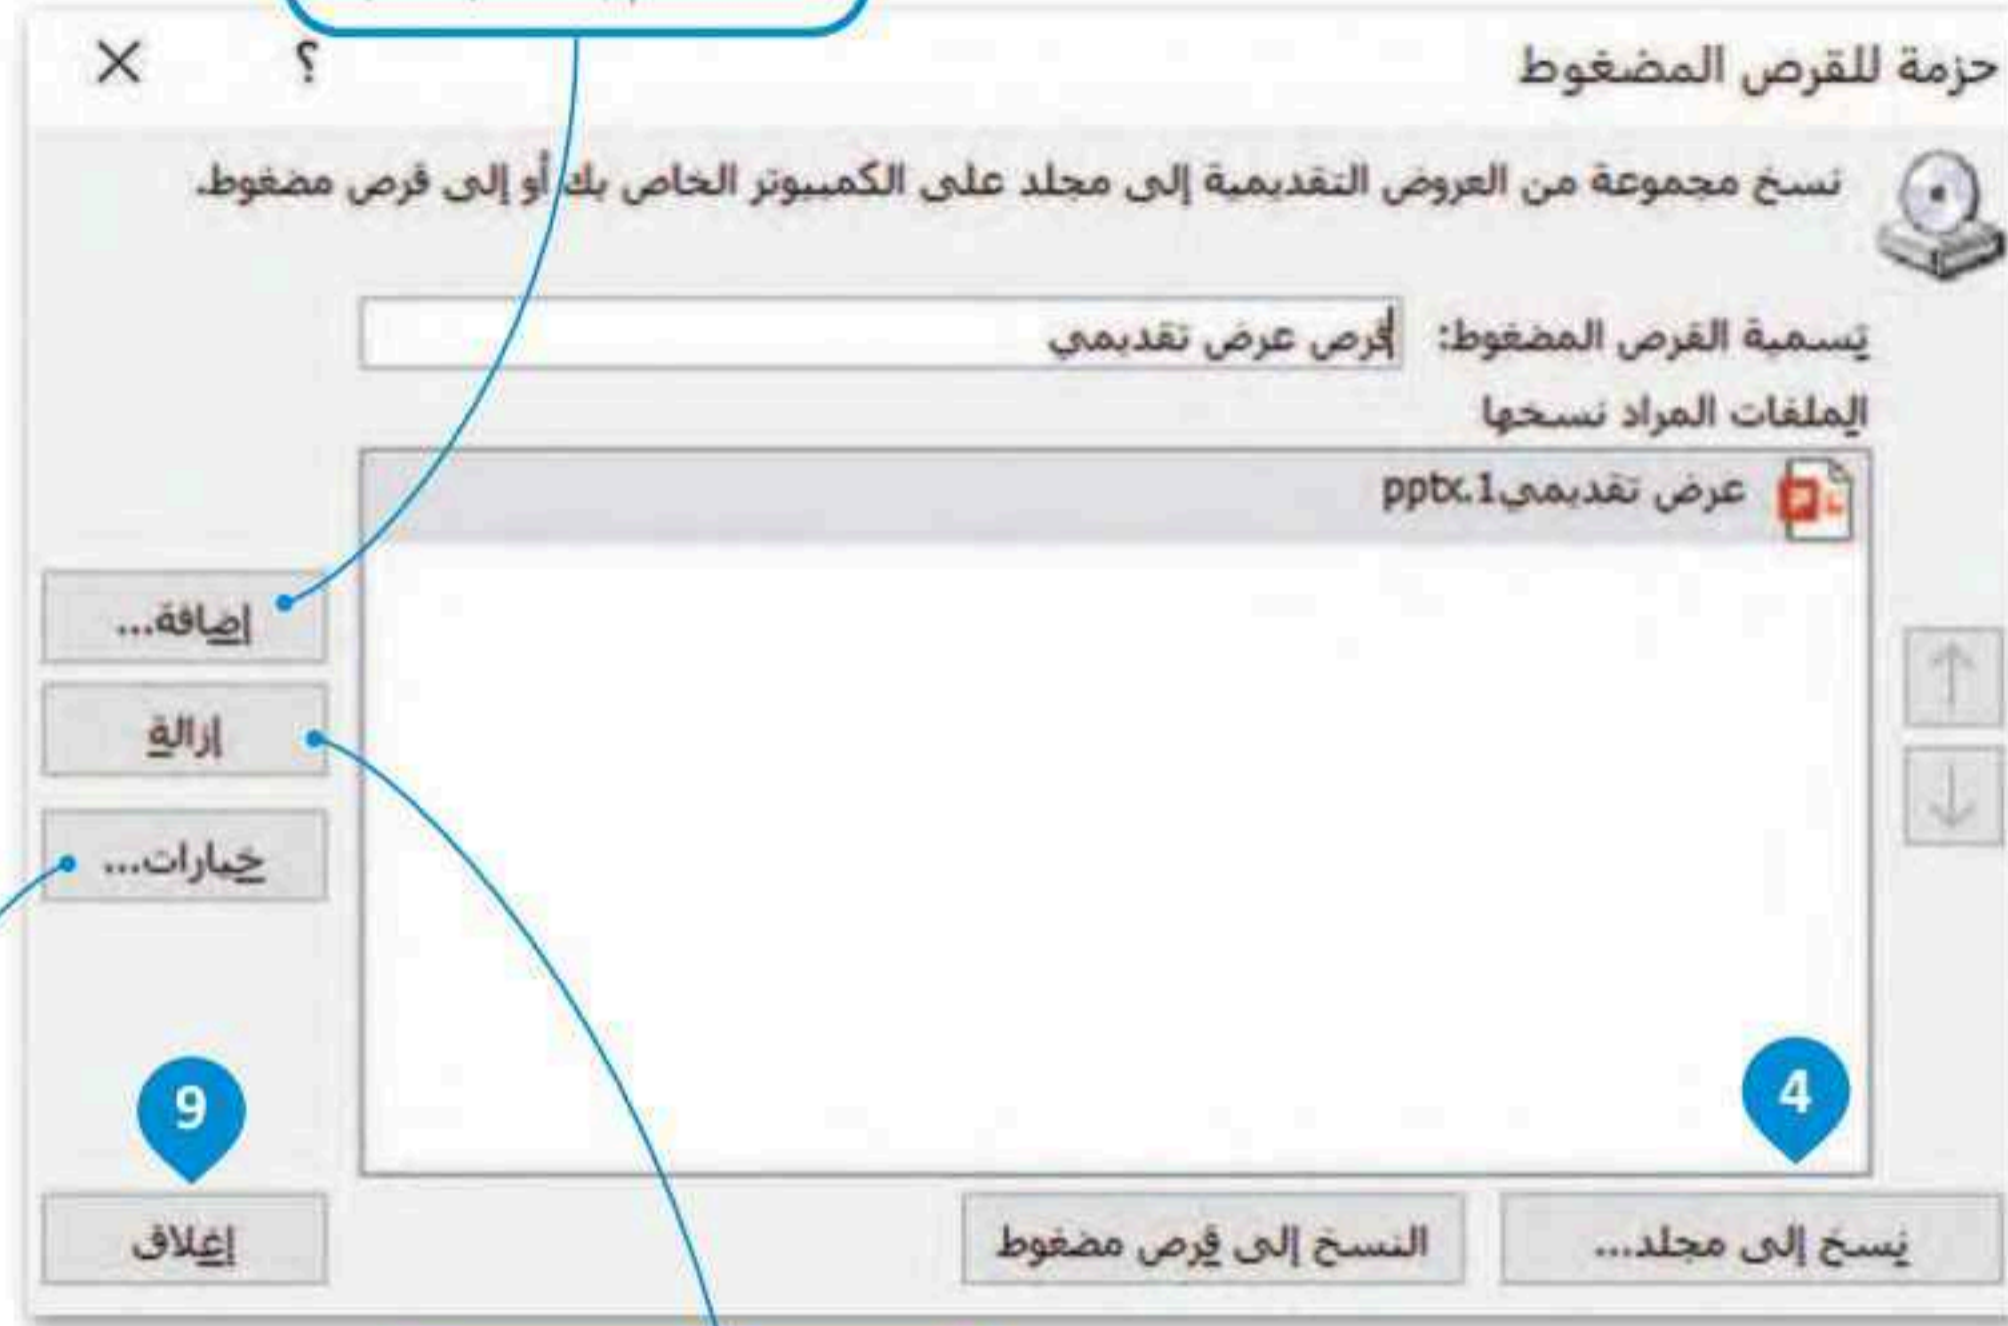 حزمة للقرص المضغوط
؟
نسخ مجموعة من العروض التقديمية إلى مجلد على الكمبيوتر الخاص بك أو إلى قرص مضغوط.
تسمية القرص المضغوط: قرص عرض تقديمي
الملفات المراد نسخها
عرض تقديمي1.pptx
إضافة...
إزالة
خيارات...
9
4
نسخ إلى مجلد... النسخ إلى قرص مضغوط إغلاق